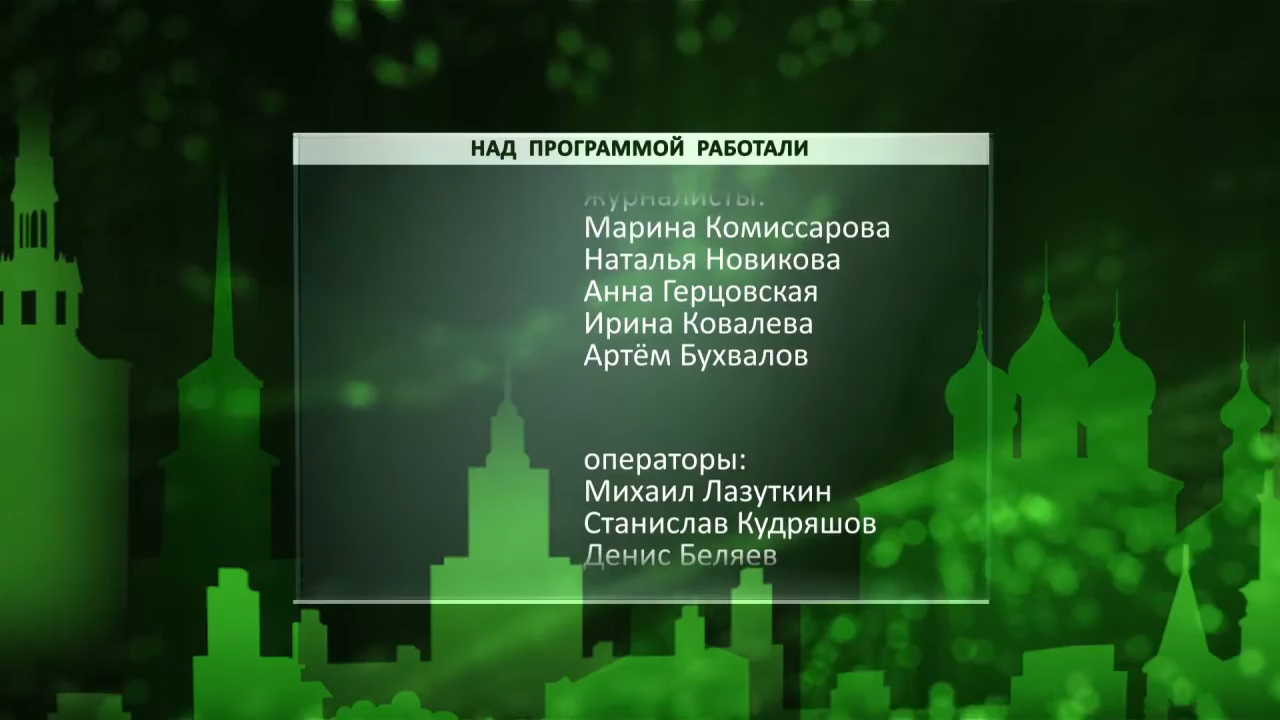 НАД ПРОГРАММОЙ РАБОТАЛИ
журналисты:
Марина Комиссарова
Наталья Новикова
Анна Герцовская
Ирина Ковалева
Артём Бухвалов
операторы:
Михаил Лазуткин
Станислав Кудряшов
Денис Беляев